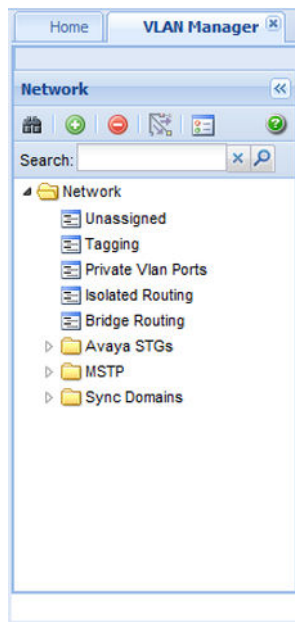 Home VLAN Manager
Network
Search:
Network
Unassigned
Tagging
Private Vlan Ports
Isolated Routing
Bridge Routing
Avaya STGs
MSTP
Sync Domains